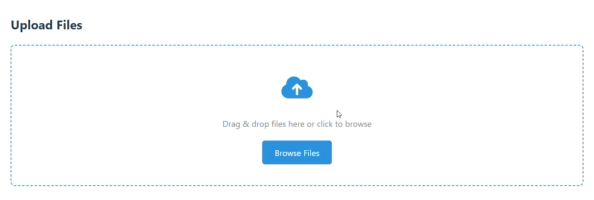 Upload Files
Drag & drop files here or click to browse
Browse Files